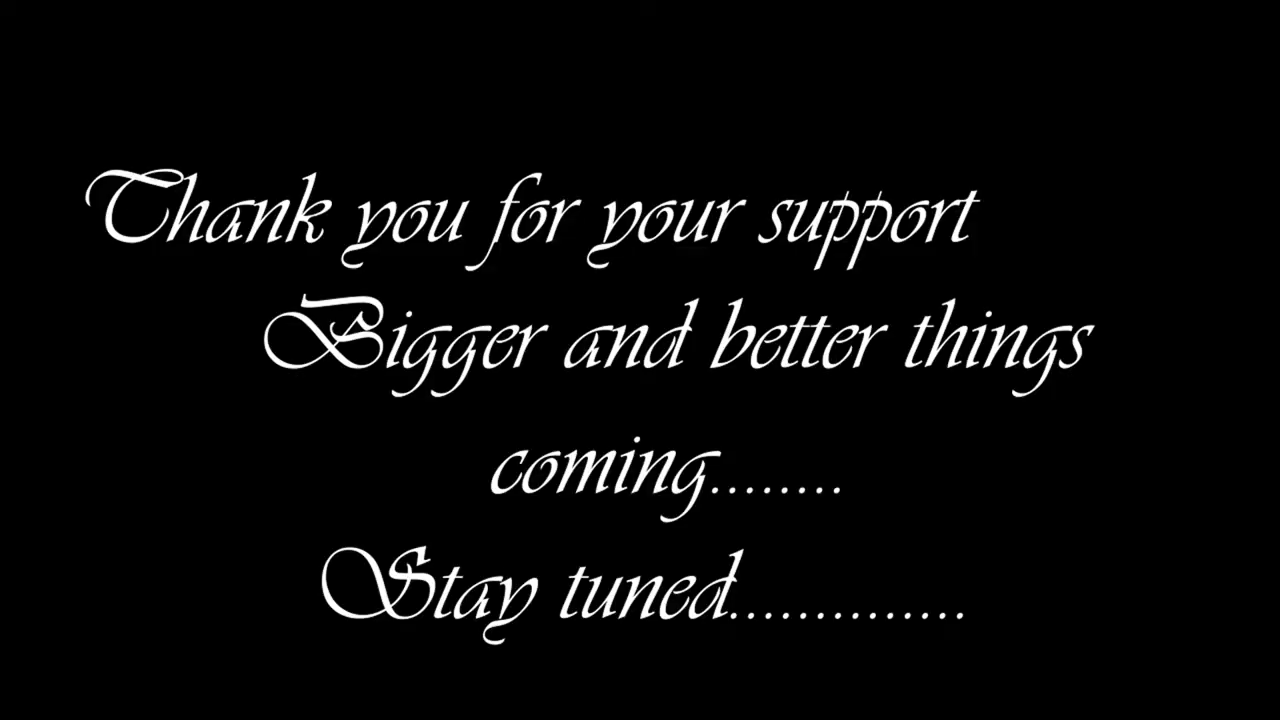 Thank you for your support
Bigger and better things
coming........
Stay tuned..............